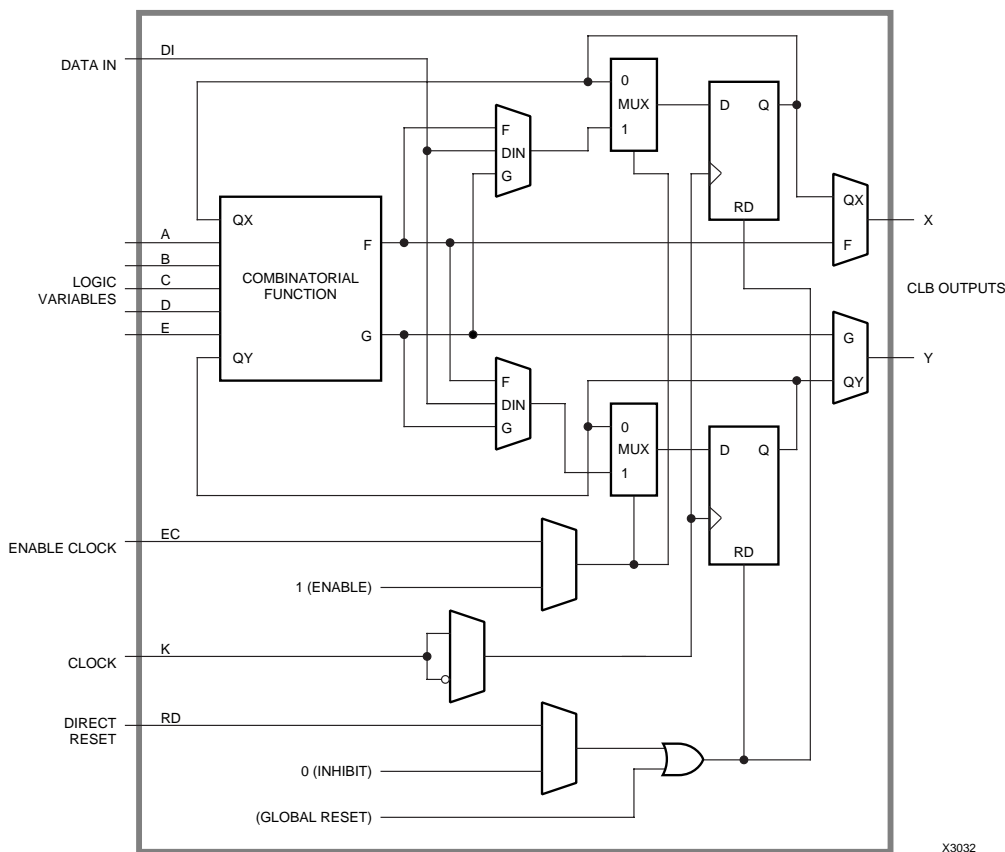 DATA IN
DI
0
MUX
1
D Q
RD
F
DIN
G
QX
F
X
QX
A
B
C
D
E
QY
LOGIC
VARIABLES
COMBINATORIAL
FUNCTION
F
G
CLB OUTPUTS
G
QY
Y
F
DIN
G
0
MUX
1
D Q
RD
ENABLE CLOCK
EC
1 (ENABLE)
CLOCK
K
DIRECT
RESET
RD
0 (INHIBIT)
(GLOBAL RESET)
X3032